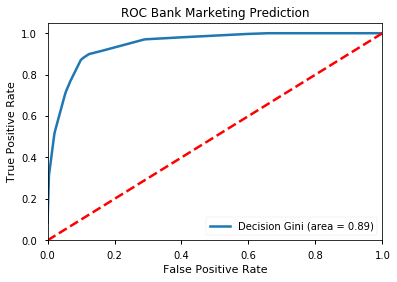 ROC Bank Marketing Prediction
True Positive Rate
1.0
0.8
0.6
0.4
0.2
0.0
Decision Gini (area = 0.89)
0.0 0.2 0.4 0.6 0.8 1.0
False Positive Rate